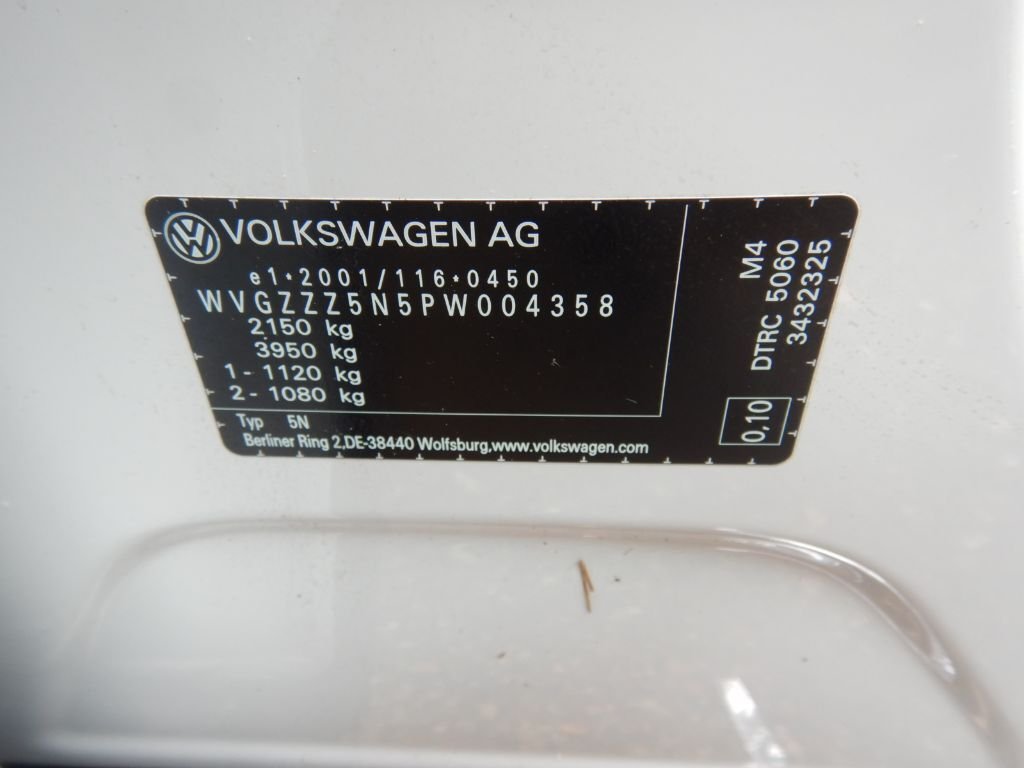 VOLKSWAGEN AG
e1*2001/116*0450
WVGZZZ5N5PW004358
2150 kg
3950 kg
1 - 1120 kg
2 - 1080 kg
Typ 5N
Berliner Ring 2,DE-38440 Wolfsburg,www.volkswagen.com
M4
DTRC 5060
3432325
0,10